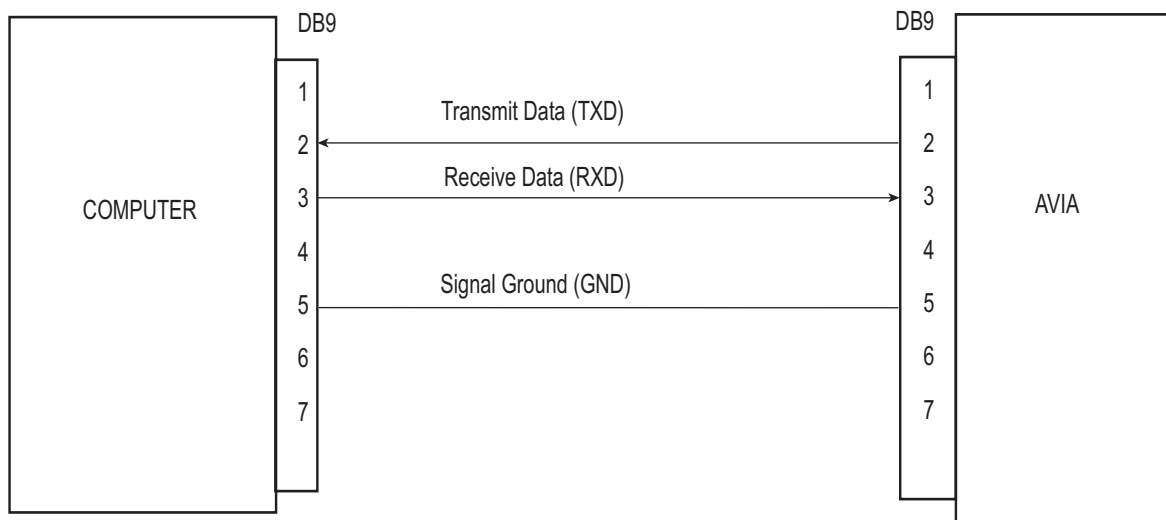 DB9
DB9
COMPUTER
1
2
3
4
5
6
7
Transmit Data (TXD)
Receive Data (RXD)
Signal Ground (GND)
1
2
3
4
5
6
7
AVIA